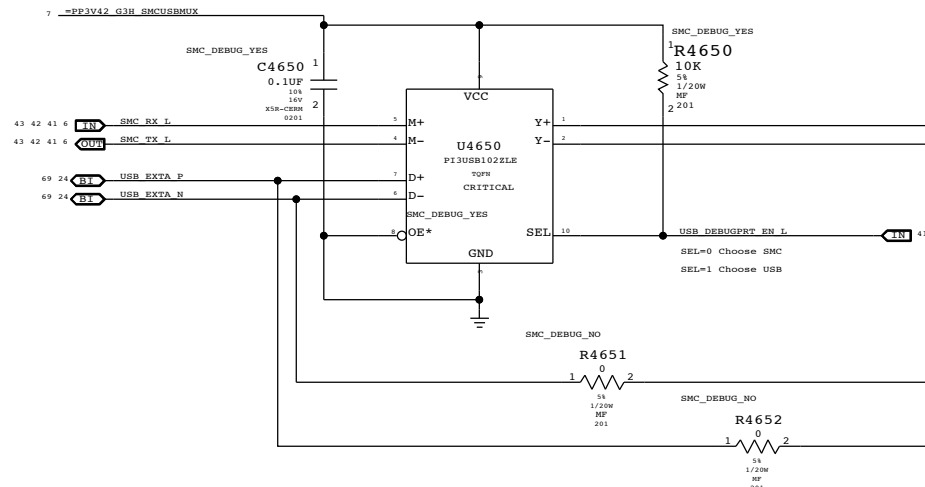 7 =PP3V42_G3H_SMCUSBMUX
SMC_DEBUG_YES
C4650
1
0.1UF
10%
16V
X5R-CERM
0201
2
SMC_DEBUG_YES
1
R4650
10K
5%
1/20W
MF
201
2
VCC
43 42 41 6 IN SMC_RX_L 5 M+ Y+ 1
43 42 41 6 OUT SMC_TX_L 4 M- Y- 2
U4650
PI3USB102ZLE
TQFN
CRITICAL
69 24 BI USB_EXTA_P 7 D+
69 24 BI USB_EXTA_N 6 D-
SMC_DEBUG_YES
8 OE* SEL 10 USB_DEBUGPRT_EN_L IN 41
GND
3
SEL=0 Choose SMC
SEL=1 Choose USB
SMC_DEBUG_NO
R4651
0
1 2
5%
1/20W
MF
201
SMC_DEBUG_NO
R4652
0
1 2
5%
1/20W
MF